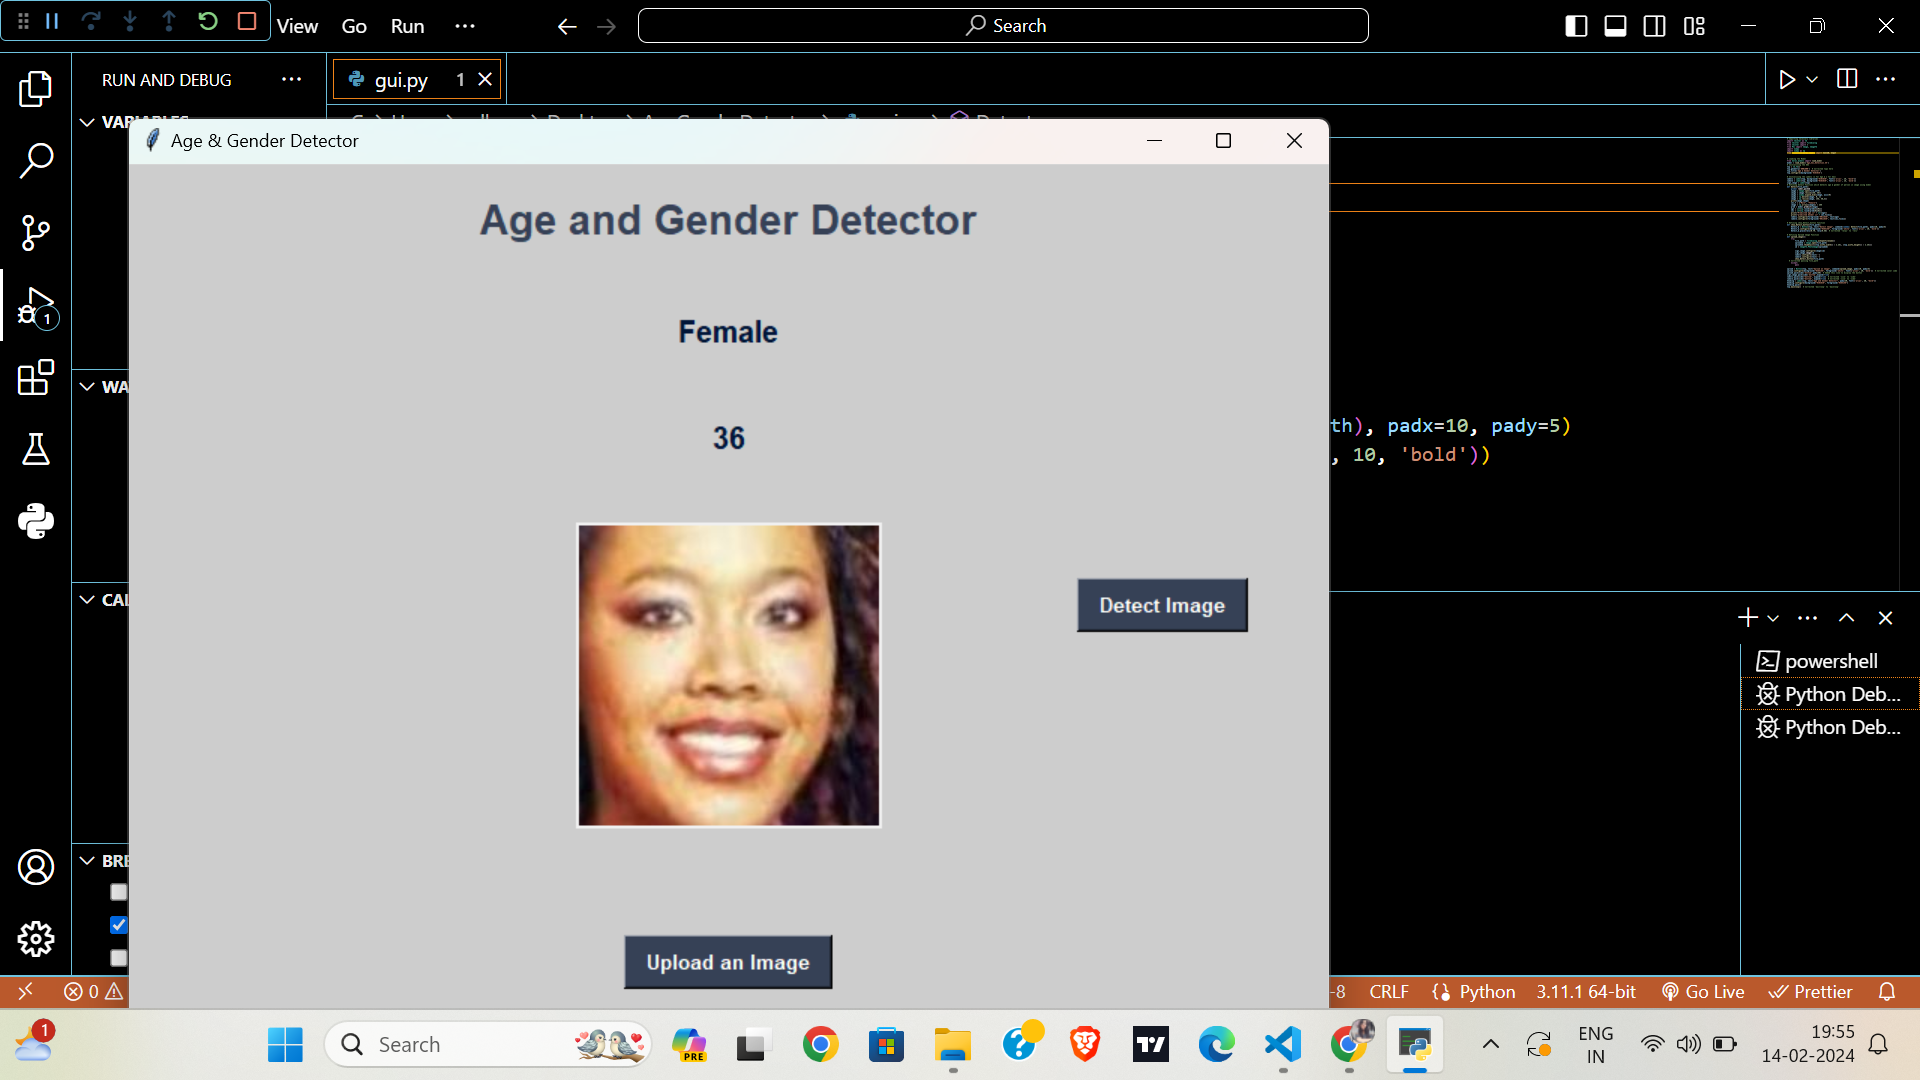 View Go Run
Search
RUN AND DEBUG
gui.py 1
Age & Gender Detector
Age and Gender Detector
Female
36
WA
th), padx=10, pady=5)
, 10, 'bold'))
CAL
Detect Image
powershell
Python Deb...
Python Deb...
BRE
Upload an Image
0
-8 CRLF Python 3.11.1 64-bit Go Live Prettier
1
1
Search
PRE
ENG
IN
19:55
14-02-2024